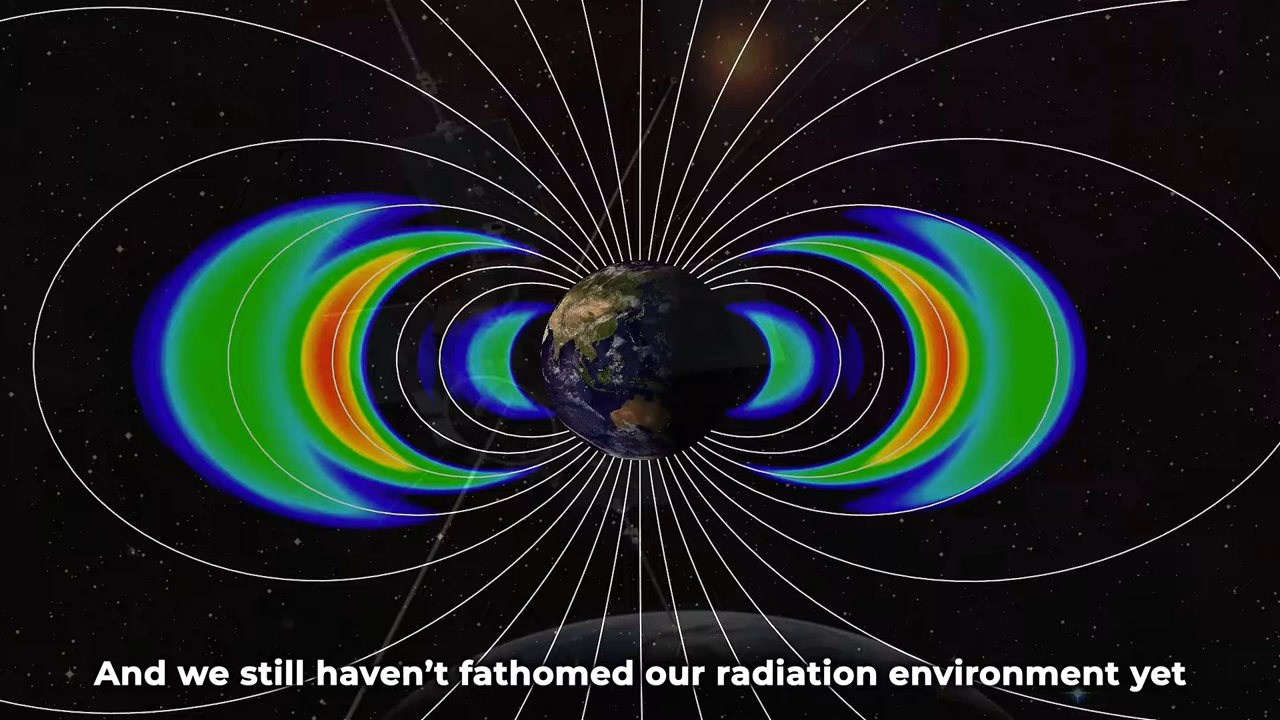 And we still haven’t fathomed our radiation environment yet